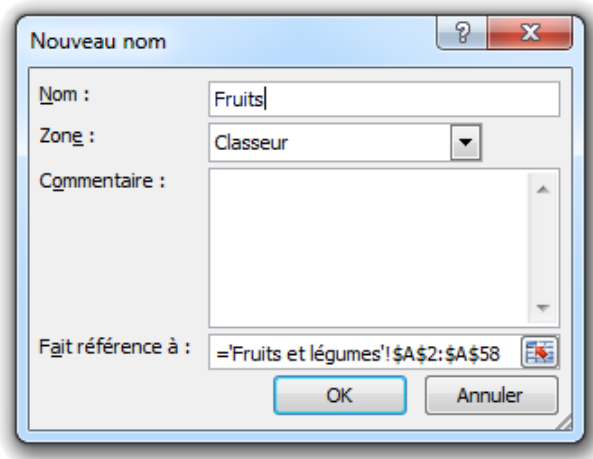 Nouveau nom
Nom :
Fruits
Zone :
Classeur
Commentaire :
Fait référence à :
='Fruits et légumes'!$A$2:$A$58
OK
Annuler